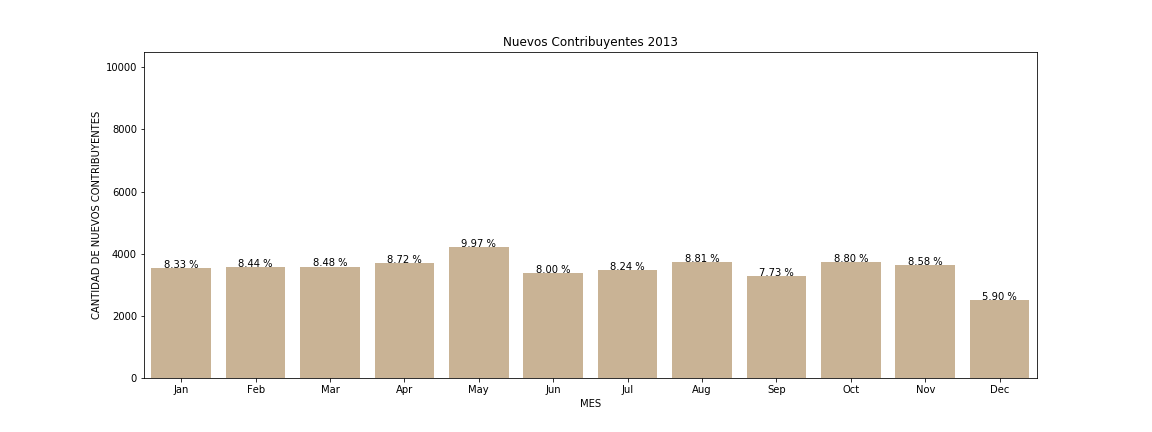 Nuevos Contribuyentes 2013
CANTIDAD DE NUEVOS CONTRIBUYENTES
10000
8000
6000
4000
2000
0
8.33 %
8.44 %
8.48 %
8.72 %
9.97 %
8.00 %
8.24 %
8.81 %
7.73 %
8.80 %
8.58 %
5.90 %
Jan
Feb
Mar
Apr
May
Jun
Jul
Aug
Sep
Oct
Nov
Dec
MES